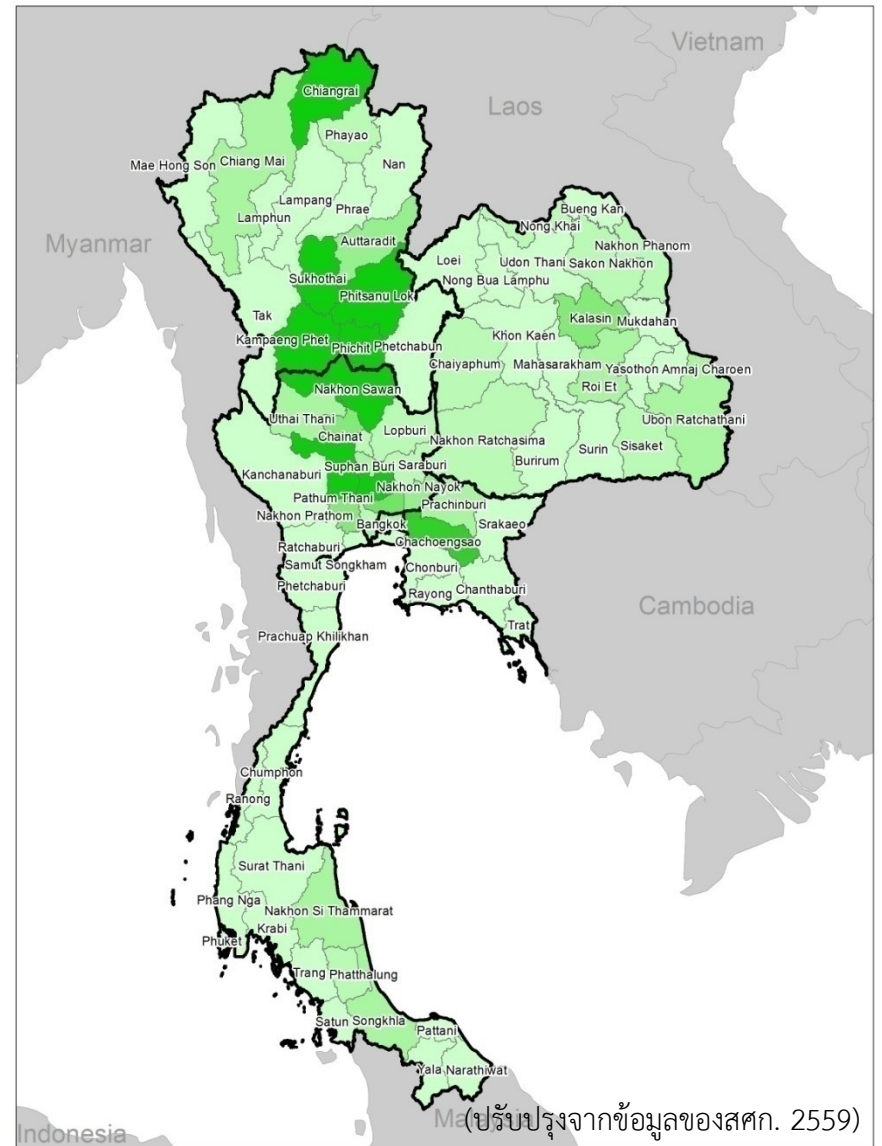 Vietnam
Laos
Chiangrai
Phayao
Mae Hong Son
Chiang Mai
Nan
Lampang
Phrae
Lamphun
Myanmar
Auttaradit
Bueng Kan
Nong Khai
Nakhon Phanom
Loei
Udon Thani
Sakon Nakhon
Nong Bua Lamphu
Sukhothai
Phitsanu Lok
Tak
Kalasin
Mukdahan
Kampaeng Phet
Phichit
Phetchabun
Khon Kaen
Chaiyaphum
Mahasarakham
Yasothon
Amnaj Charoen
Roi Et
Nakhon Sawan
Uthai Thani
Ubon Ratchathani
Chainat
Lopburi
Nakhon Ratchasima
Surin
Sisaket
Burirum
Suphan Buri
Saraburi
Kanchanaburi
Nakhon Nayok
Pathum Thani
Prachinburi
Nakhon Prathom
Bangkok
Srakaeo
Chachoengsao
Ratchaburi
Samut Songkham
Chonburi
Phetchaburi
Rayong
Chanthaburi
Cambodia
Trat
Prachuap Khilikhan
Chumphon
Ranong
Surat Thani
Phang Nga
Nakhon Si Thammarat
Krabi
Phuket
Trang
Phatthalung
Satun
Songkhla
Pattani
Yala
Narathiwat
Malaysia
(ปรับปรุงจากข้อมูลของสศก. 2559)
Indonesia